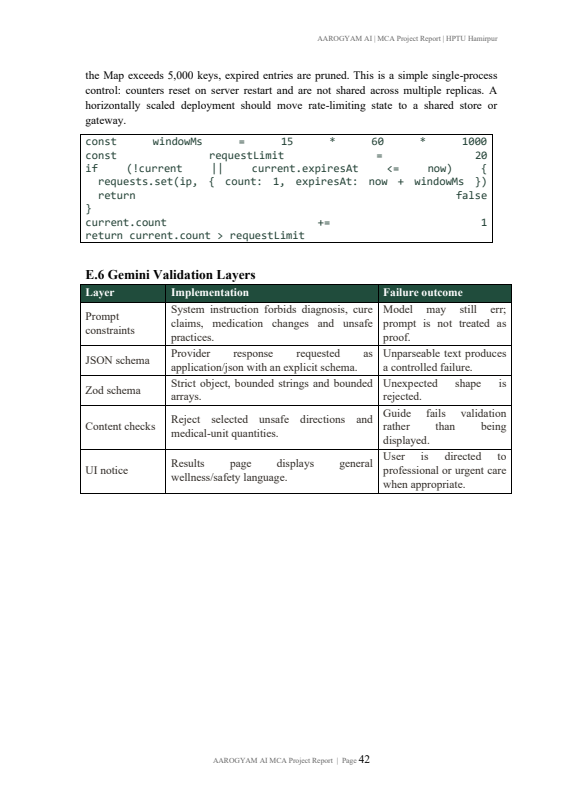 AAROGYAM AI | MCA Project Report | HPTU Hamirpur
the Map exceeds 5,000 keys, expired entries are pruned. This is a simple single-process
control: counters reset on server restart and are not shared across multiple replicas. A
horizontally scaled deployment should move rate-limiting state to a shared store or
gateway.
const windowMs = 15 * 60 * 1000
const requestLimit = 20
if (!current || current.expiresAt <= now) {
requests.set(ip, { count: 1, expiresAt: now + windowMs })
return false
}
current.count += 1
return current.count > requestLimit
E.6 Gemini Validation Layers
Layer Implementation Failure outcome
Prompt
constraints
System instruction forbids diagnosis, cure
claims, medication changes and unsafe
practices.
Model may still err;
prompt is not treated as
proof.
JSON schema
Provider response requested as
application/json with an explicit schema.
Unparseable text produces
a controlled failure.
Zod schema
Strict object, bounded strings and bounded
arrays.
Unexpected shape is
rejected.
Content checks
Reject selected unsafe directions and
medical-unit quantities.
Guide fails validation
rather than being
displayed.
UI notice
Results page displays general
wellness/safety language.
User is directed to
professional or urgent care
when appropriate.
AAROGYAM AI MCA Project Report | Page 42